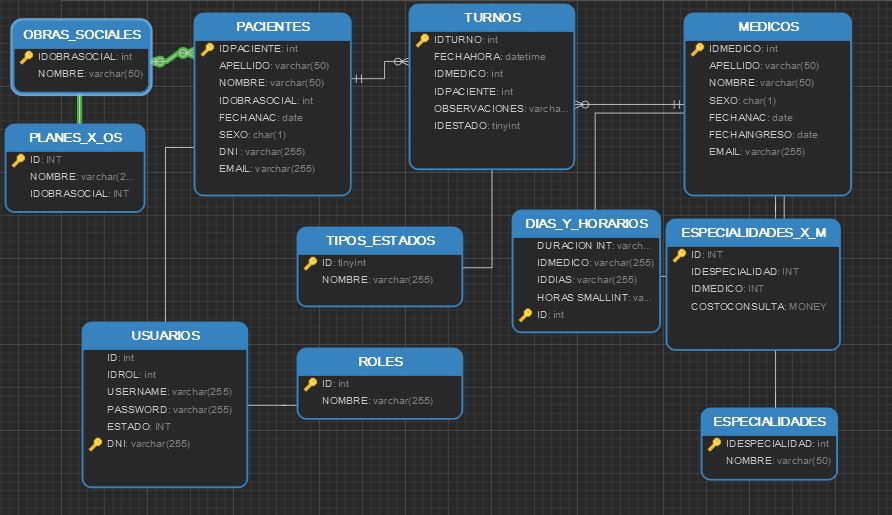 OBRAS_SOCIALES
IDOBRASOCIAL: int
NOMBRE: varchar(50)
PLANES_X_OS
ID: INT
NOMBRE: varchar(2...
IDOBRASOCIAL: INT
PACIENTES
IDPACIENTE: int
APELLIDO: varchar(50)
NOMBRE: varchar(50)
IDOBRASOCIAL: int
FECHANAC: date
SEXO: char(1)
DNI : varchar(255)
EMAIL: varchar(255)
TURNOS
IDTURNO: int
FECHAHORA: datetime
IDMEDICO: int
IDPACIENTE: int
OBSERVACIONES: varcha...
IDESTADO: tinyint
MEDICOS
IDMEDICO: int
APELLIDO: varchar(50)
NOMBRE: varchar(50)
SEXO: char(1)
FECHANAC: date
FECHAINGRESO: date
EMAIL: varchar(255)
TIPOS_ESTADOS
ID: tinyint
NOMBRE: varchar(255)
DIAS_Y_HORARIOS
DURACION INT: varch...
IDMEDICO: varchar(255)
IDDIAS: varchar(255)
HORAS SMALLINT: va...
ID: int
ESPECIALIDADES_X_M
ID: INT
IDESPECIALIDAD: INT
IDMEDICO: INT
COSTOCONSULTA: MONEY
USUARIOS
ID: int
IDROL: int
USERNAME: varchar(255)
PASSWORD: varchar(255)
ESTADO: INT
DNI: varchar(255)
ROLES
ID: int
NOMBRE: varchar(255)
ESPECIALIDADES
IDESPECIALIDAD: int
NOMBRE: varchar(50)